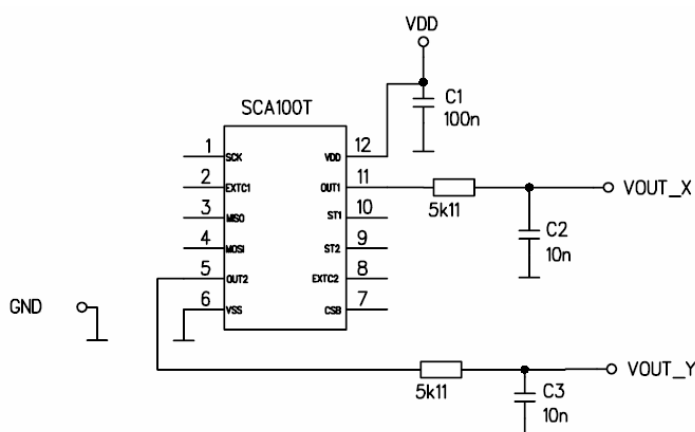 VDD
SCA100T
C1
100n
1 SCK VDD 12
2 EXTC1 OUT1 11
3 MISO ST1 10
4 MOSI ST2 9
5 OUT2 EXTC2 8
6 VSS CSB 7
5k11
VOUT_X
C2
10n
GND
5k11
VOUT_Y
C3
10n